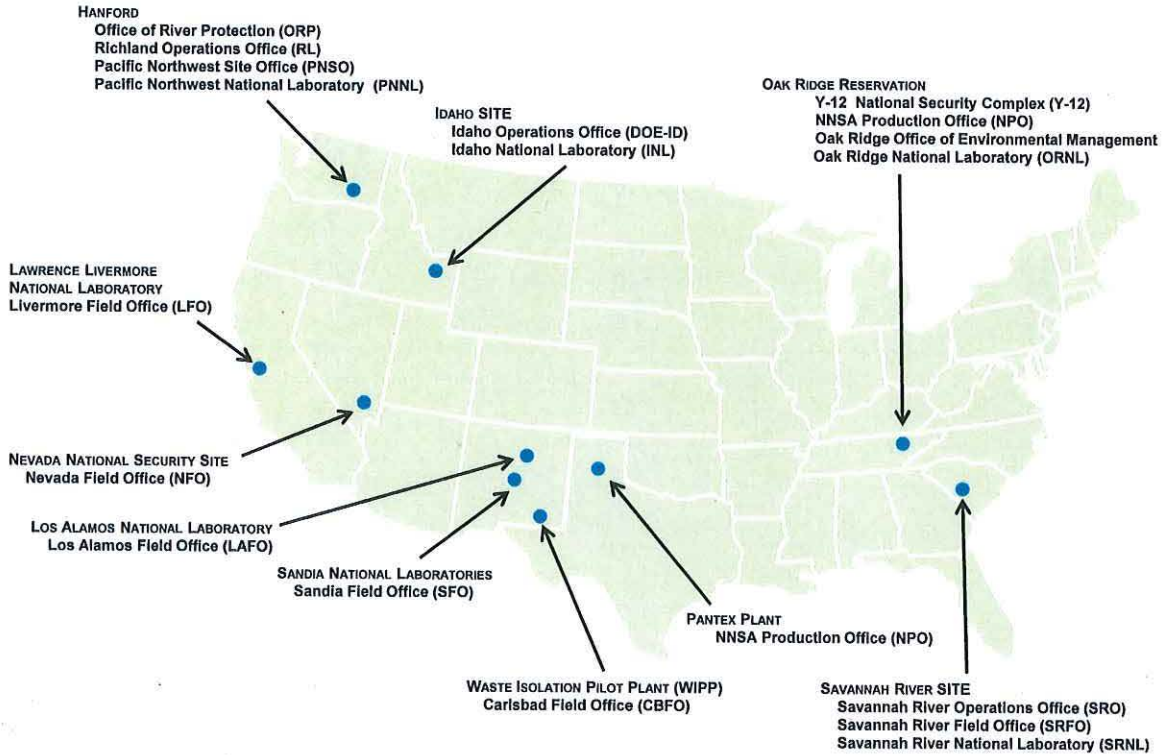 HANFORD
Office of River Protection (ORP)
Richland Operations Office (RL)
Pacific Northwest Site Office (PNSO)
Pacific Northwest National Laboratory (PNNL)
IDAHO SITE
Idaho Operations Office (DOE-ID)
Idaho National Laboratory (INL)
OAK RIDGE RESERVATION
Y-12 National Security Complex (Y-12)
NNSA Production Office (NPO)
Oak Ridge Office of Environmental Management
Oak Ridge National Laboratory (ORNL)
LAWRENCE LIVERMORE
NATIONAL LABORATORY
Livermore Field Office (LFO)
NEVADA NATIONAL SECURITY SITE
Nevada Field Office (NFO)
LOS ALAMOS NATIONAL LABORATORY
Los Alamos Field Office (LAFO)
SANDIA NATIONAL LABORATORIES
Sandia Field Office (SFO)
PANTEX PLANT
NNSA Production Office (NPO)
WASTE ISOLATION PILOT PLANT (WIPP)
Carlsbad Field Office (CBFO)
SAVANNAH RIVER SITE
Savannah River Operations Office (SRO)
Savannah River Field Office (SRFO)
Savannah River National Laboratory (SRNL)